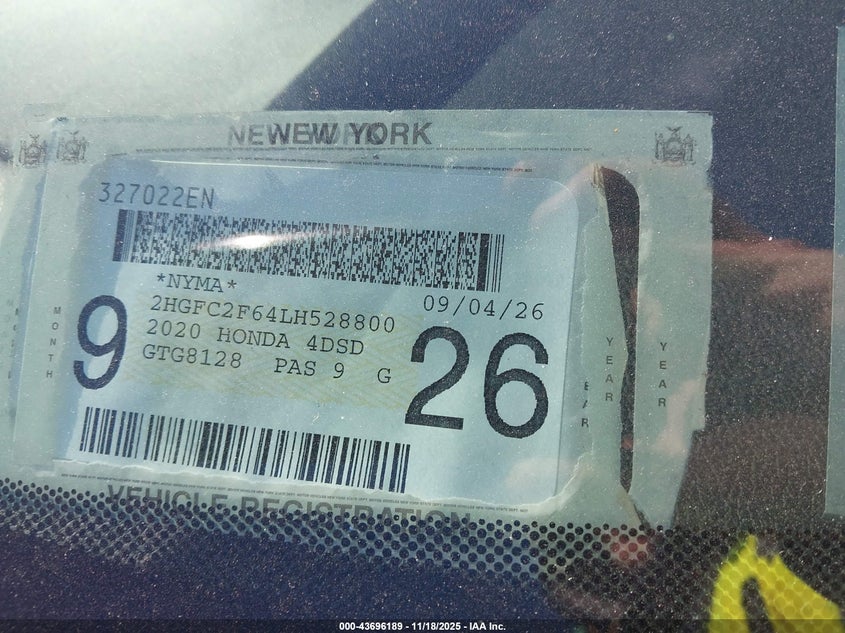 NEW YORK
327022EN
*NYMA*
2HGFC2F64LH528800 09/04/26
2020 HONDA 4DSD
GTG8128 PAS 9 G
MONTH
9
26
YEAR
YEAR
VEHICLE REGISTRATION
000-43696189 - 11/18/2025 - IAA Inc.